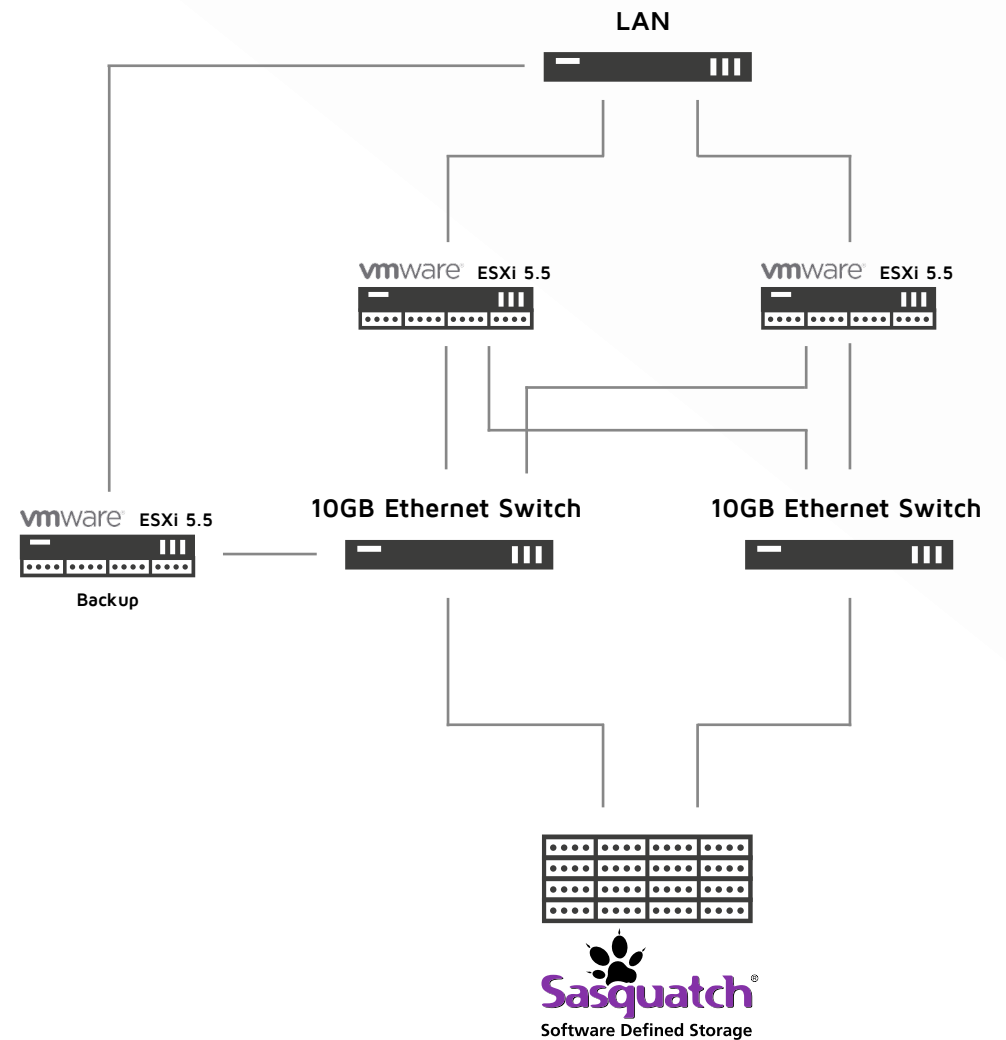 LAN
vmware® ESXi 5.5
vmware® ESXi 5.5
10GB Ethernet Switch
10GB Ethernet Switch
vmware® ESXi 5.5
Backup
Sasquatch®
Software Defined Storage